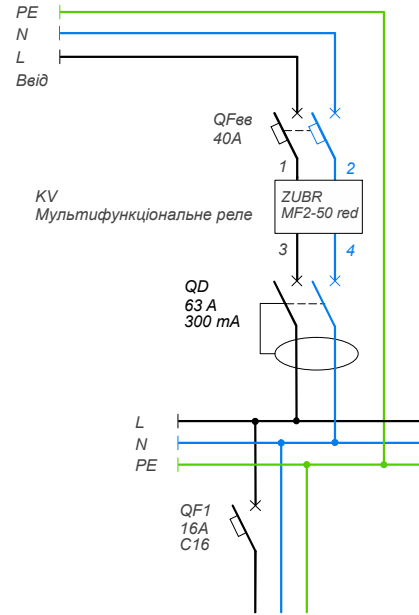 PE
N
L
Ввід
QFвв
40A
1
2
KV
Мультифункціональне реле
ZUBR
MF2-50 red
3
4
QD
63 A
300 mA
L
N
PE
QF1
16A
C16